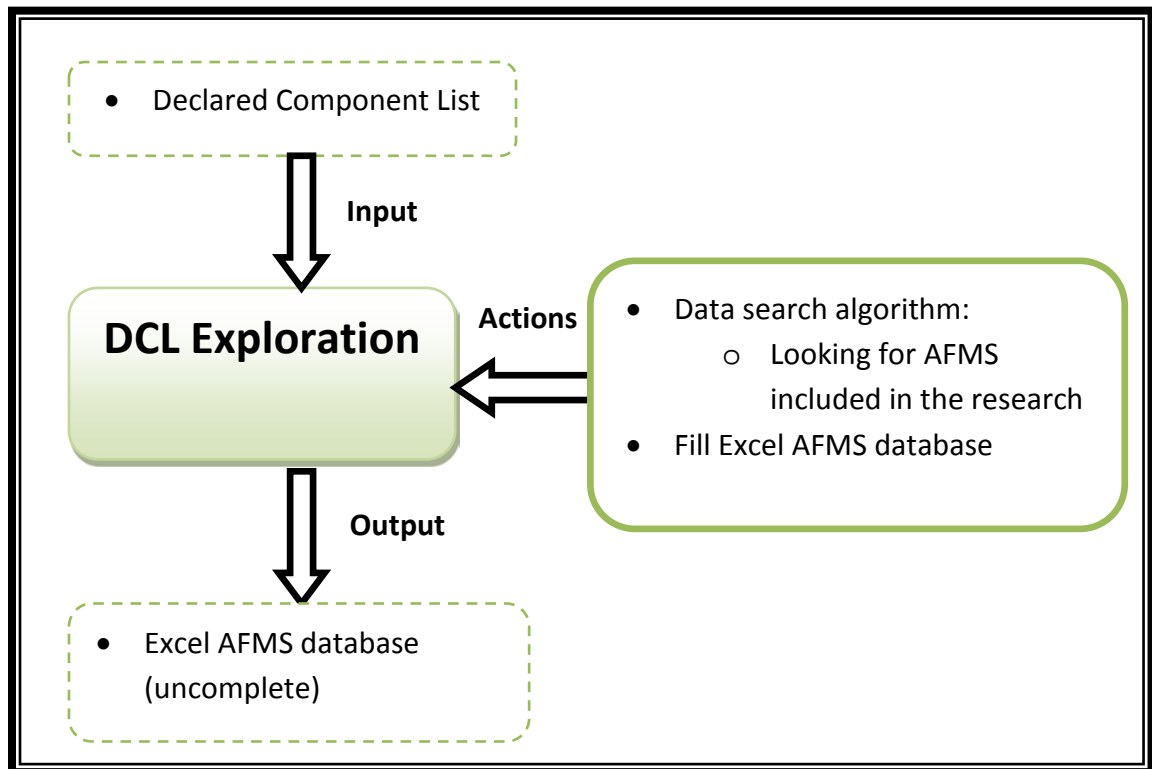 • Declared Component List
Input
DCL Exploration
Actions
• Data search algorithm:
o Looking for AFMS
included in the research
• Fill Excel AFMS database
Output
• Excel AFMS database
(uncomplete)